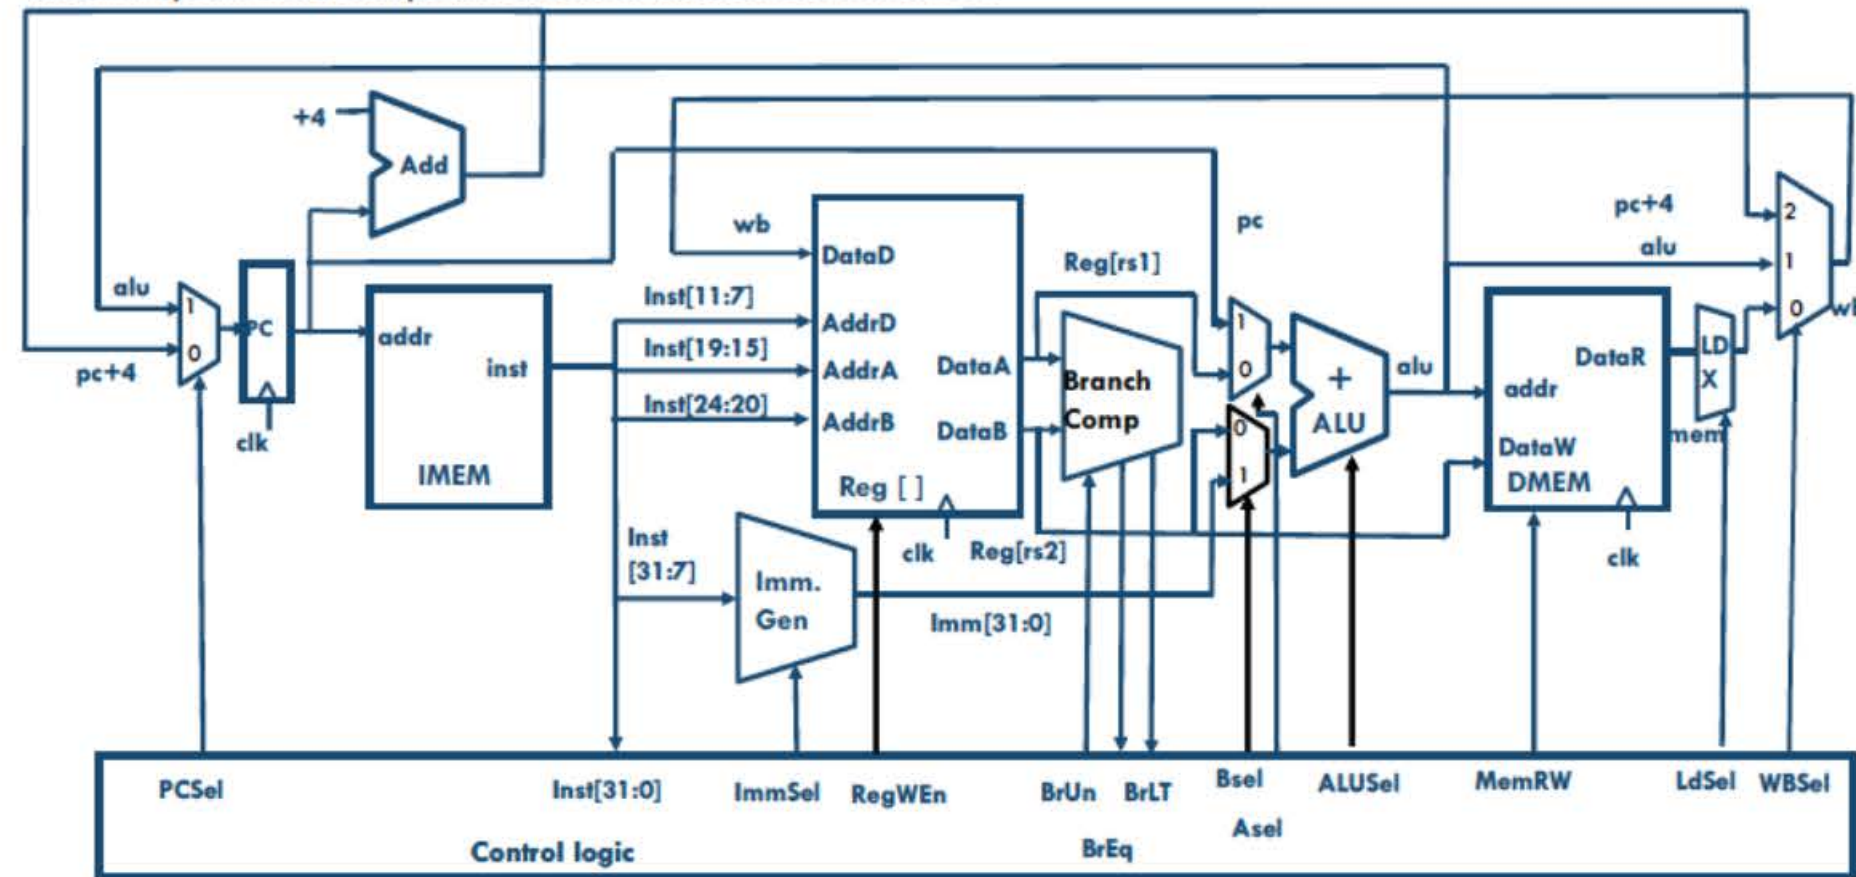 +4
Add
alu
1
0
pc+4
PC
clk
addr
inst
IMEM
wb
Inst[11:7]
Inst[19:15]
Inst[24:20]
DataD
AddrD
AddrA
AddrB
DataA
DataB
Reg [ ]
clk
Inst
[31:7]
Imm.
Gen
Imm[31:0]
Reg[rs1]
Reg[rs2]
Branch
Comp
pc
1
0
0
1
+
ALU
alu
addr
DataW
DMEM
DataR
clk
LD
X
mem
pc+4
alu
2
1
0
PCSel
Inst[31:0]
ImmSel
RegWEn
BrUn
BrLT
BrEq
Bsel
Asel
ALUSel
MemRW
LdSel
WBSel
Control logic